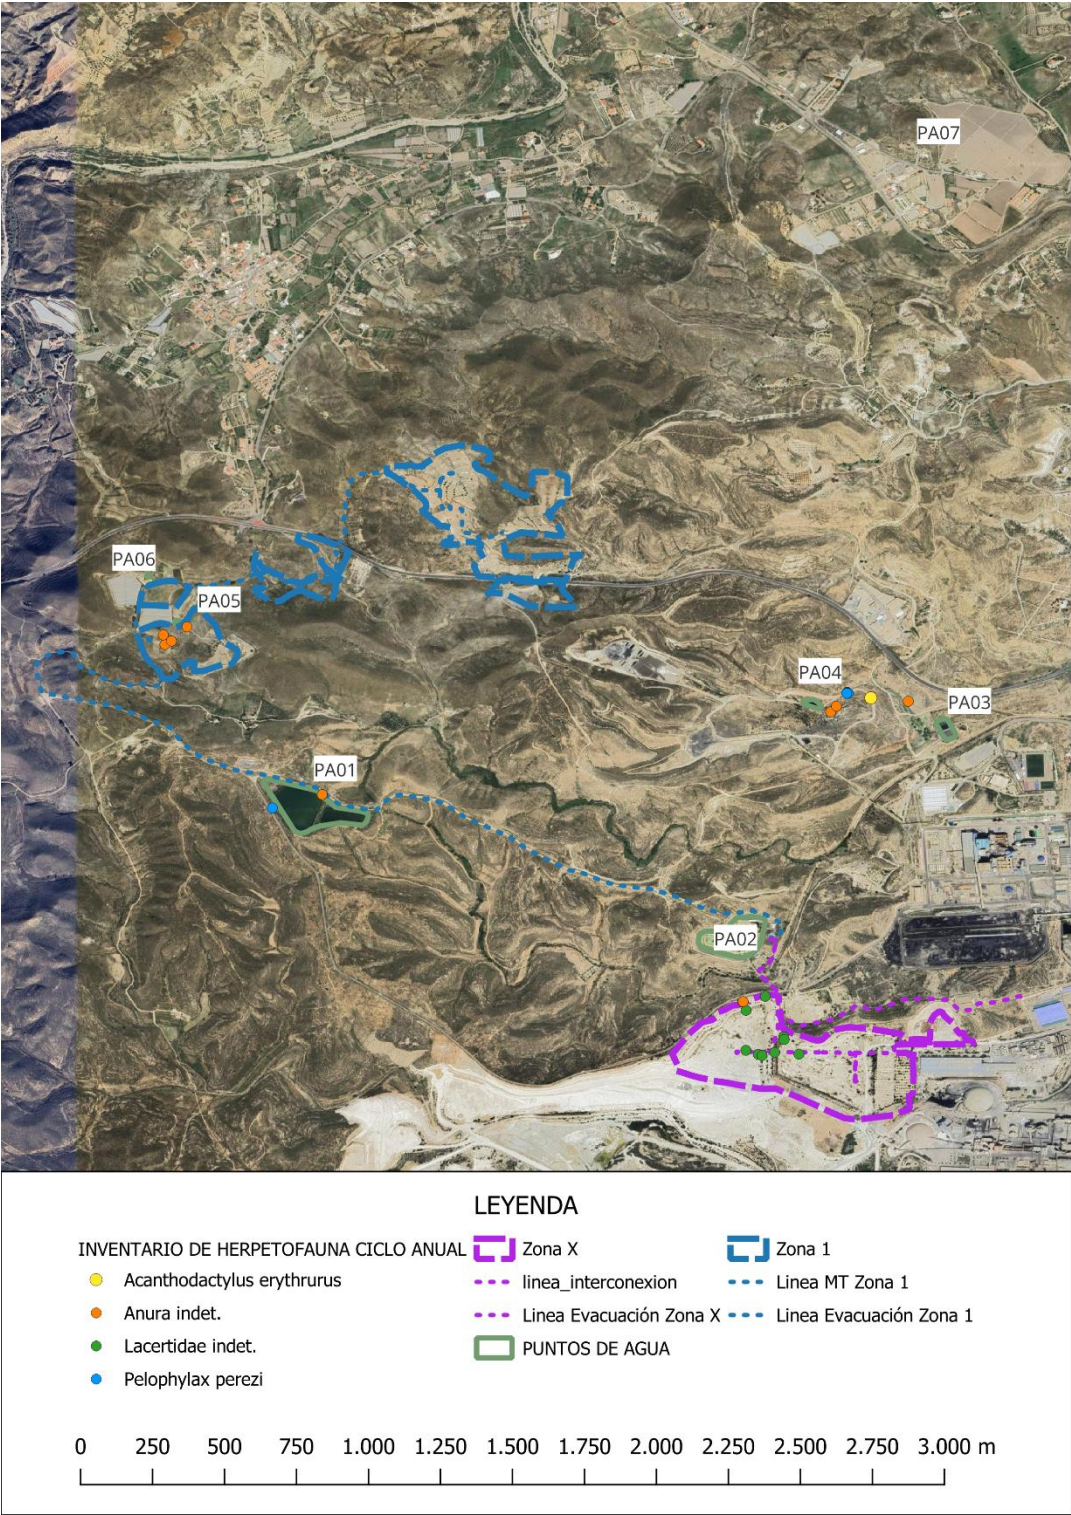 PA07
PA06
PA05
PA04
PA03
PA01
PA02
LEYENDA
INVENTARIO DE HERPETOFAUNA CICLO ANUAL
Acanthodactylus erythrurus
Anura indet.
Lacertidae indet.
Pelophylax perezi
Zona X
linea_interconexion
Linea Evacuación Zona X
PUNTOS DE AGUA
Zona 1
Linea MT Zona 1
Linea Evacuación Zona 1
0 250 500 750 1.000 1.250 1.500 1.750 2.000 2.250 2.500 2.750 3.000 m